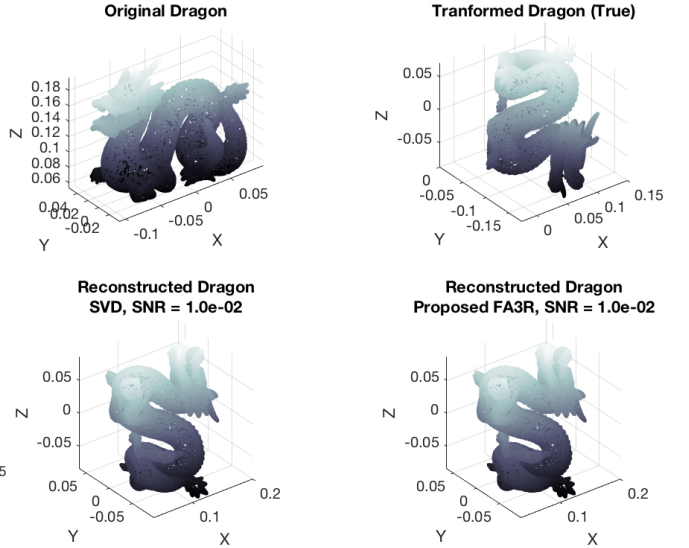 Original Dragon
Tranformed Dragon (True)
0.18
0.16
0.14
0.12
0.1
0.08
0.06
Z
0.04
0.02
0
-0.02
Y
-0.1
-0.05
0
0.05
X
0.05
0
-0.05
Z
0
-0.05
-0.1
-0.15
Y
0
0.05
0.1
0.15
X
Reconstructed Dragon
SVD, SNR = 1.0e-02
Reconstructed Dragon
Proposed FA3R, SNR = 1.0e-02
0.05
0
-0.05
Z
5
0.05
0
-0.05
Y
0.1
0.2
X
0.05
0
-0.05
Z
0.05
0
-0.05
Y
0.1
0.2
X